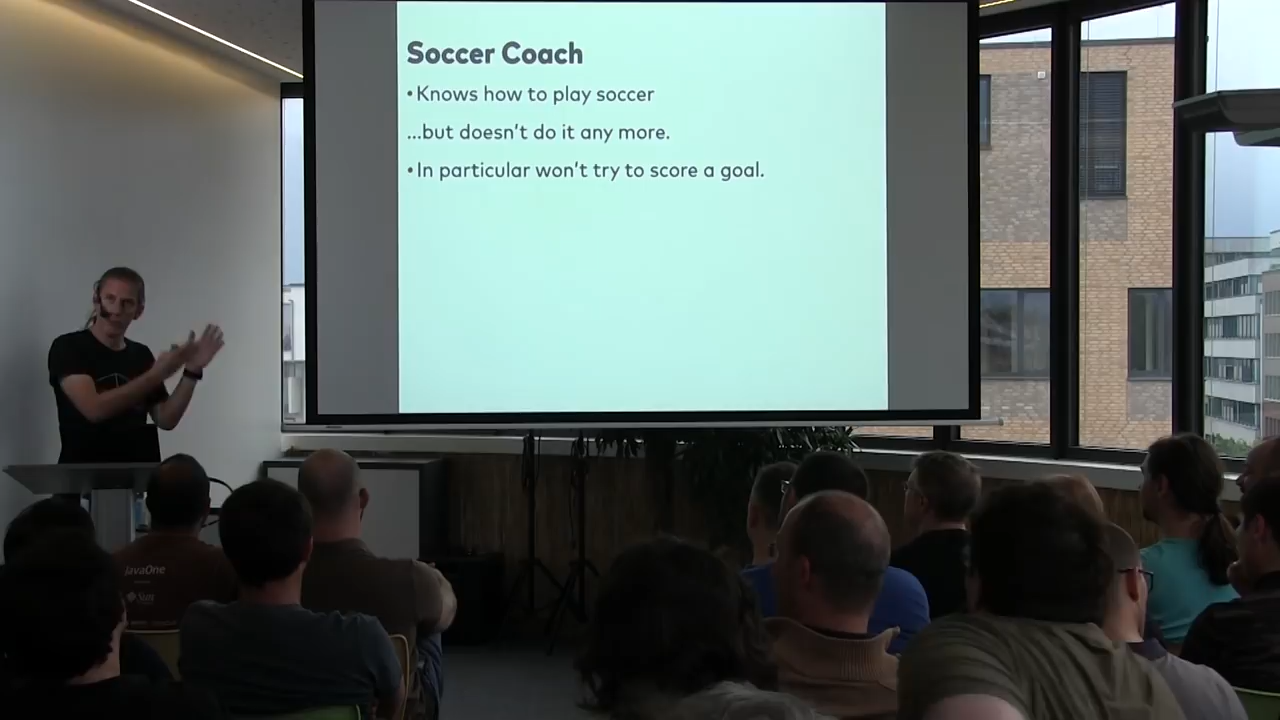 Soccer Coach
•Knows how to play soccer
...but doesn't do it any more.
•In particular won't try to score a goal.
JavaOne
Sun